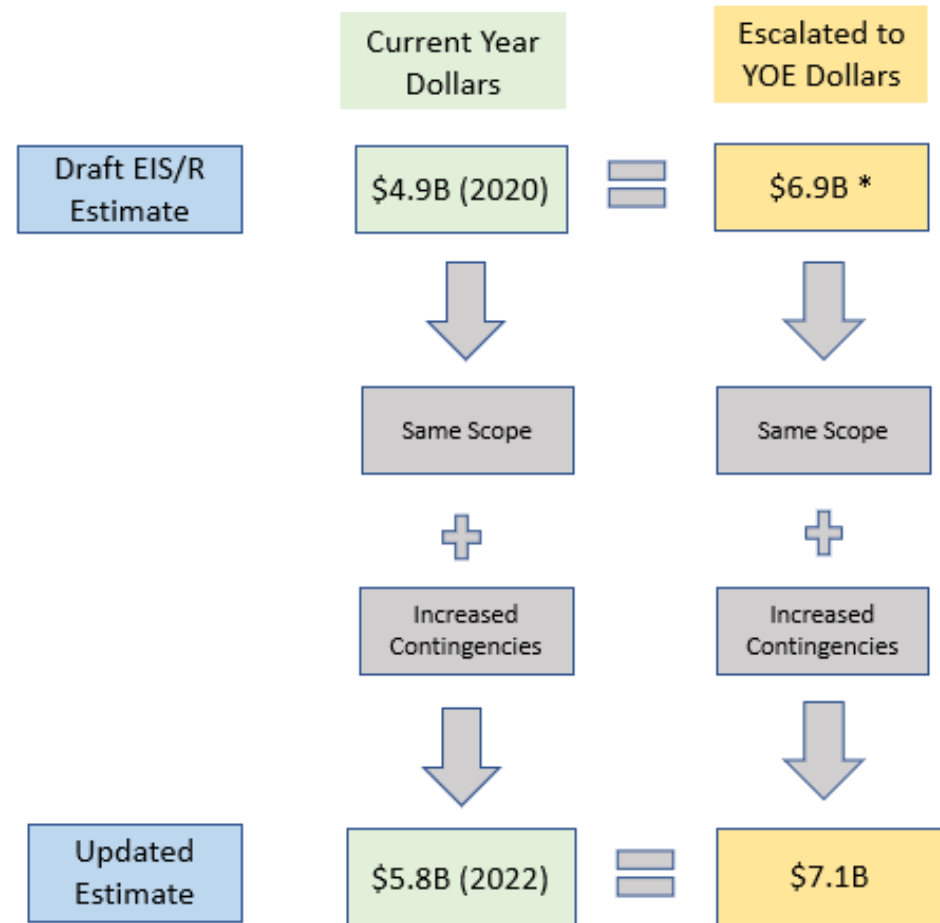 Current Year
Dollars
Escalated to
YOE Dollars
Draft EIS/R
Estimate
$4.9B (2020)
$6.9B *
Same Scope
Same Scope
Increased
Contingencies
Increased
Contingencies
Updated
Estimate
$5.8B (2022)
$7.1B